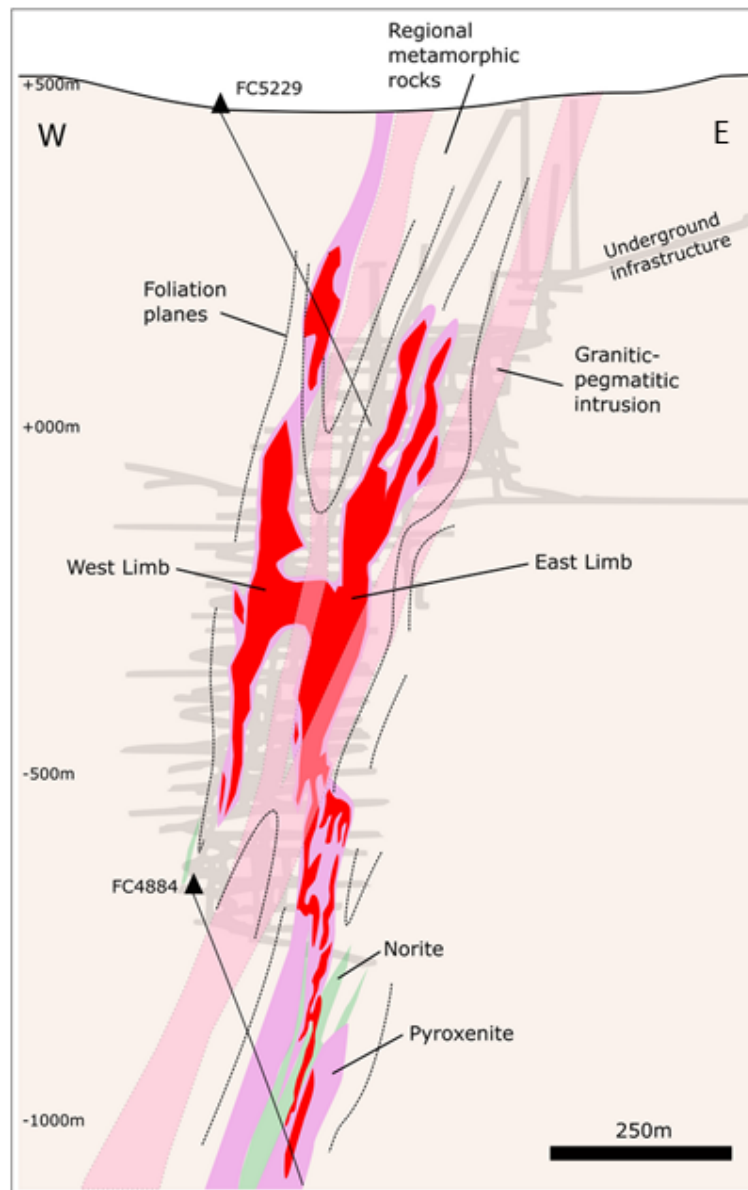 Regional
metamorphic
rocks
+500m
FC5229
W
E
Underground
infrastructure
Foliation
planes
Granitic-
pegmatitic
intrusion
+000m
West Limb
East Limb
-500m
FC4884
Norite
Pyroxenite
-1000m
250m